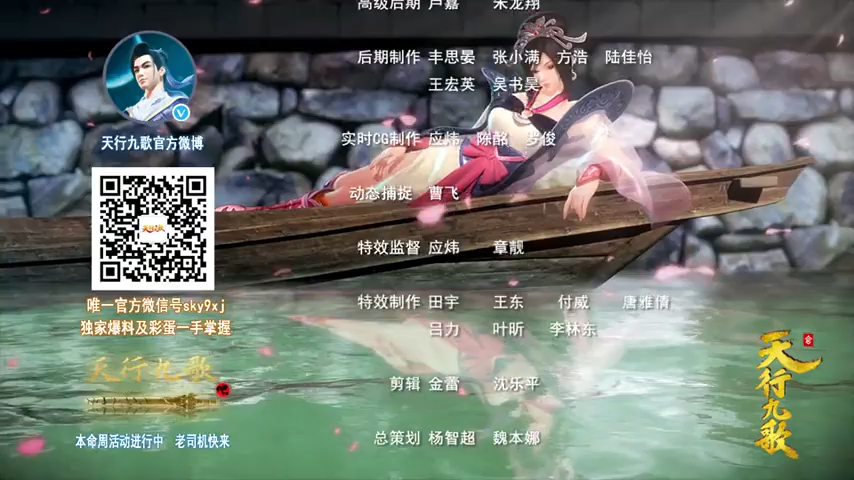 高级后期 卢嘉 朱龙翔
后期制作 丰思晏 张小满 方浩 陆佳怡
王宏英 吴书昊
天行九歌官方微博
实时CG制作 应炜 陈酩 罗俊
动态捕捉 曹飞
天行九歌
特效监督 应炜 章靓
唯一官方微信号sky9xj
独家爆料及彩蛋一手掌握
特效制作 田宇 王东 付威 唐雅倩
吕力 叶昕 李林东
天行九歌
剪辑 金蕾 沈乐平
本命周活动进行中 老司机快来
总策划 杨智超 魏本娜
天行九歌